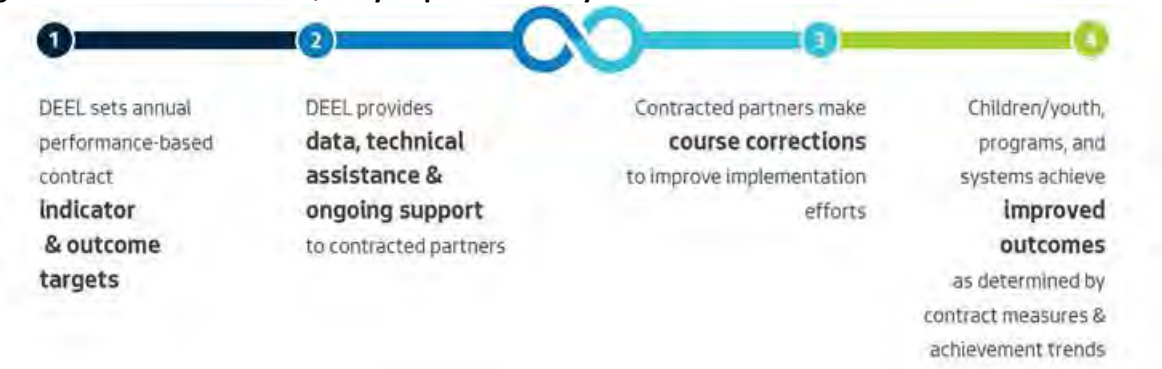 1
2
3
4
DEEL sets annual
performance-based
contract
indicator
& outcome
targets
DEEL provides
data, technical
assistance &
ongoing support
to contracted partners
Contracted partners make
course corrections
to improve implementation
efforts
Children/youth,
programs, and
systems achieve
improved
outcomes
as determined by
contract measures &
achievement trends